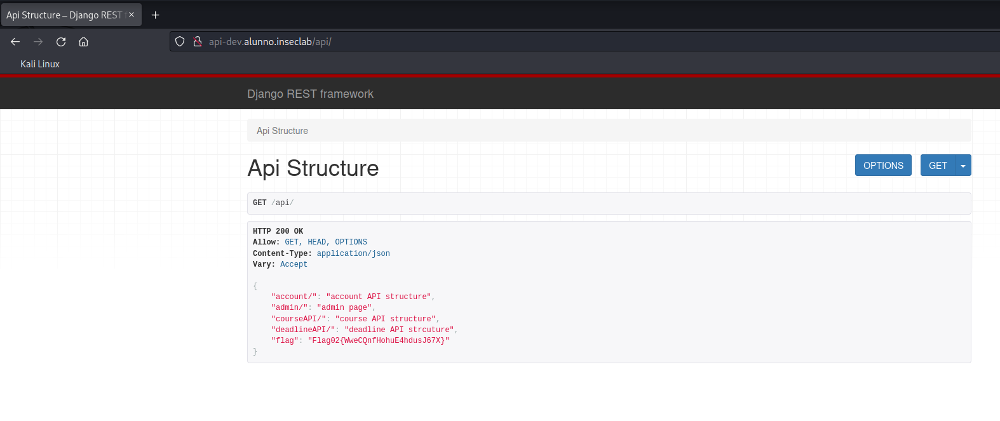 Api Structure – Django REST
api-dev.alunno.inseclab/api/
Kali Linux
Django REST framework
Api Structure
Api Structure
OPTIONS
GET
GET /api/
HTTP 200 OK
Allow: GET, HEAD, OPTIONS
Content-Type: application/json
Vary: Accept
{
"account/": "account API structure",
"admin/": "admin page",
"courseAPI/": "course API structure",
"deadlineAPI/": "deadline API strcuture",
"flag": "Flag02{WweCQnfHohuE4hdusJ67X}"
}